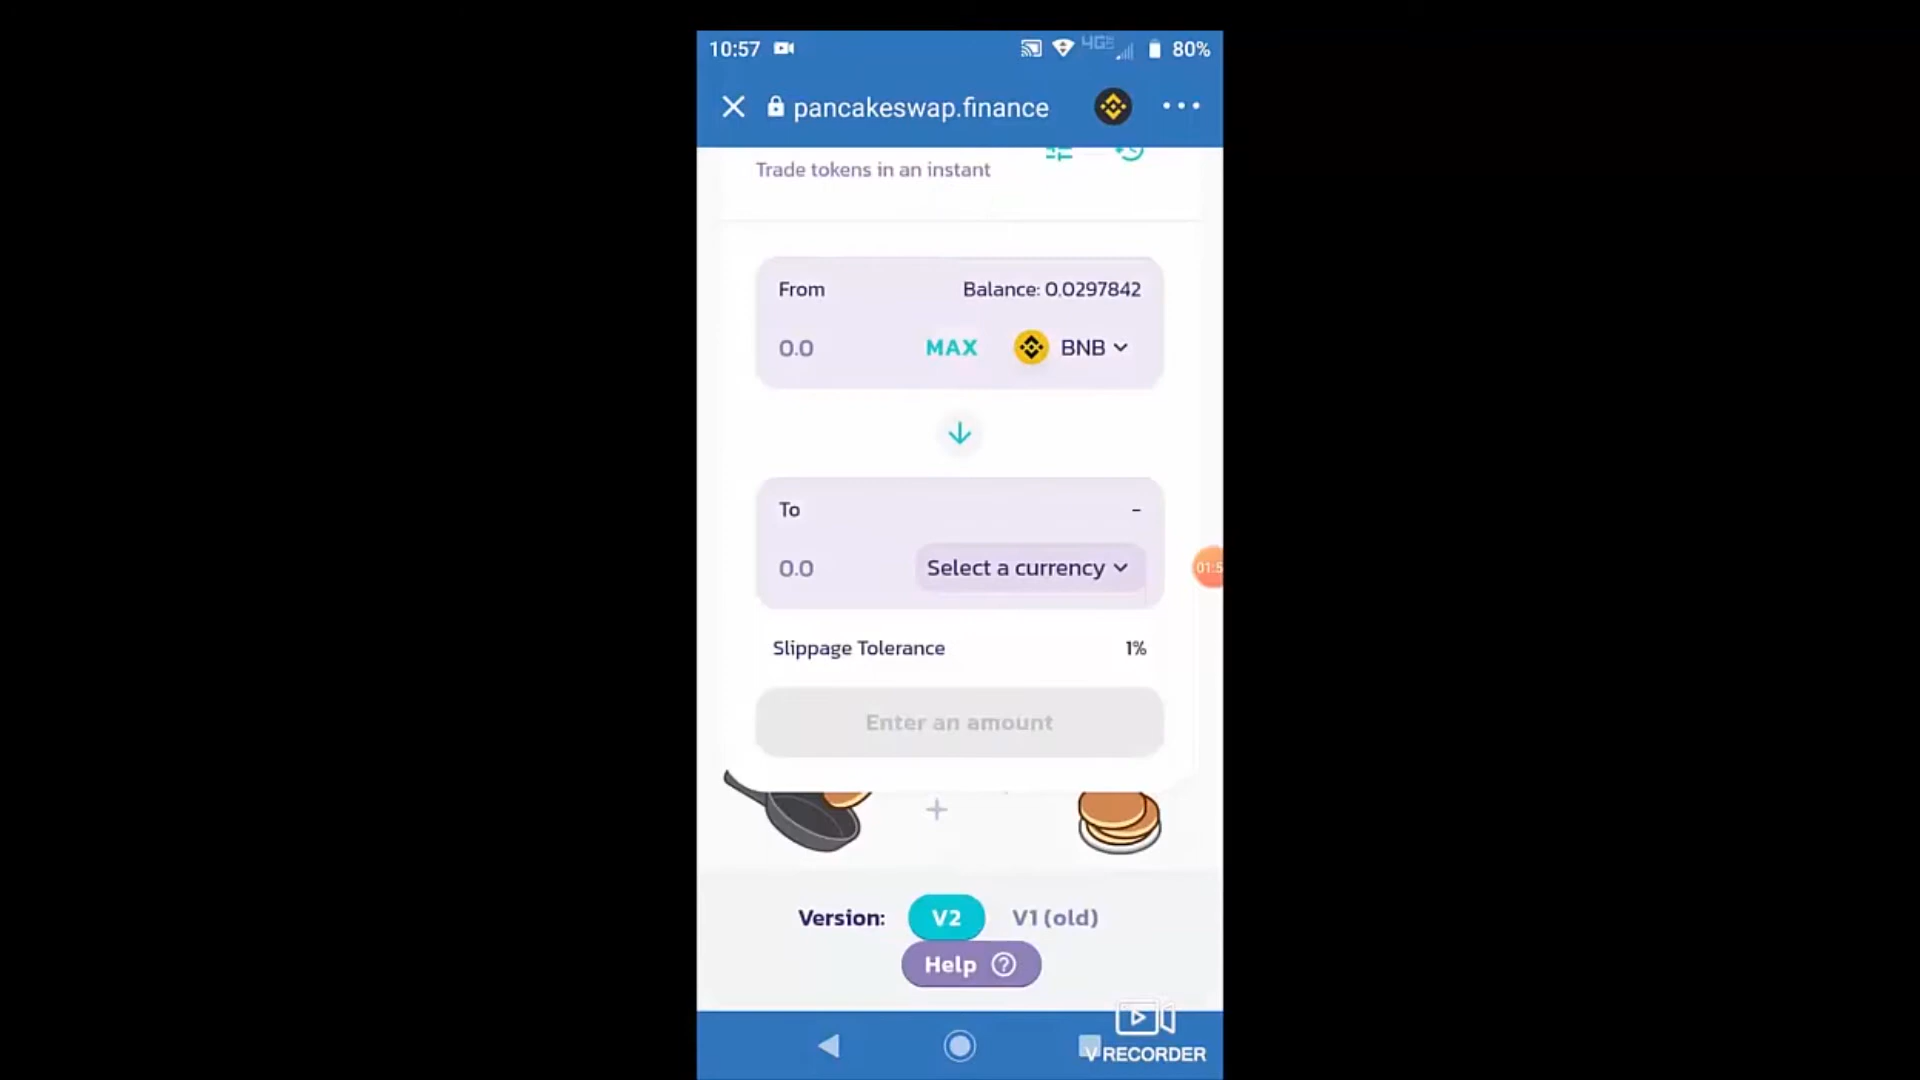 10:57 4G 80%
pancakeswap.finance
Trade tokens in an instant
From Balance: 0.0297842
0.0 MAX BNB
To -
0.0 Select a currency
Slippage Tolerance 1%
Enter an amount
Version: V2 V1 (old)
Help ?
V RECORDER